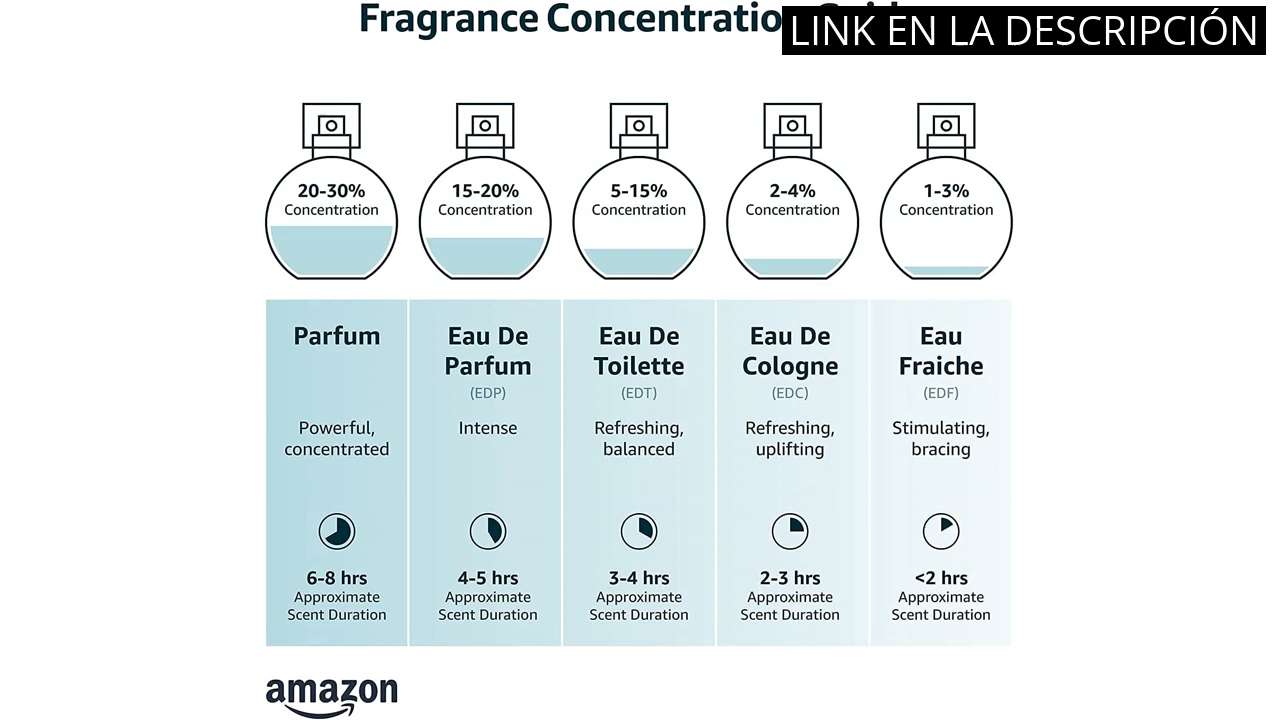 Fragrance Concentration
LINK EN LA DESCRIPCIÓN
20-30%
Concentration
15-20%
Concentration
5-15%
Concentration
2-4%
Concentration
1-3%
Concentration
Parfum
Powerful,
concentrated
6-8 hrs
Approximate
Scent Duration
Eau De
Parfum
(EDP)
Intense
4-5 hrs
Approximate
Scent Duration
Eau De
Toilette
(EDT)
Refreshing,
balanced
3-4 hrs
Approximate
Scent Duration
Eau De
Cologne
(EDC)
Refreshing,
uplifting
2-3 hrs
Approximate
Scent Duration
Eau
Fraiche
(EDF)
Stimulating,
bracing
<2 hrs
Approximate
Scent Duration
amazon